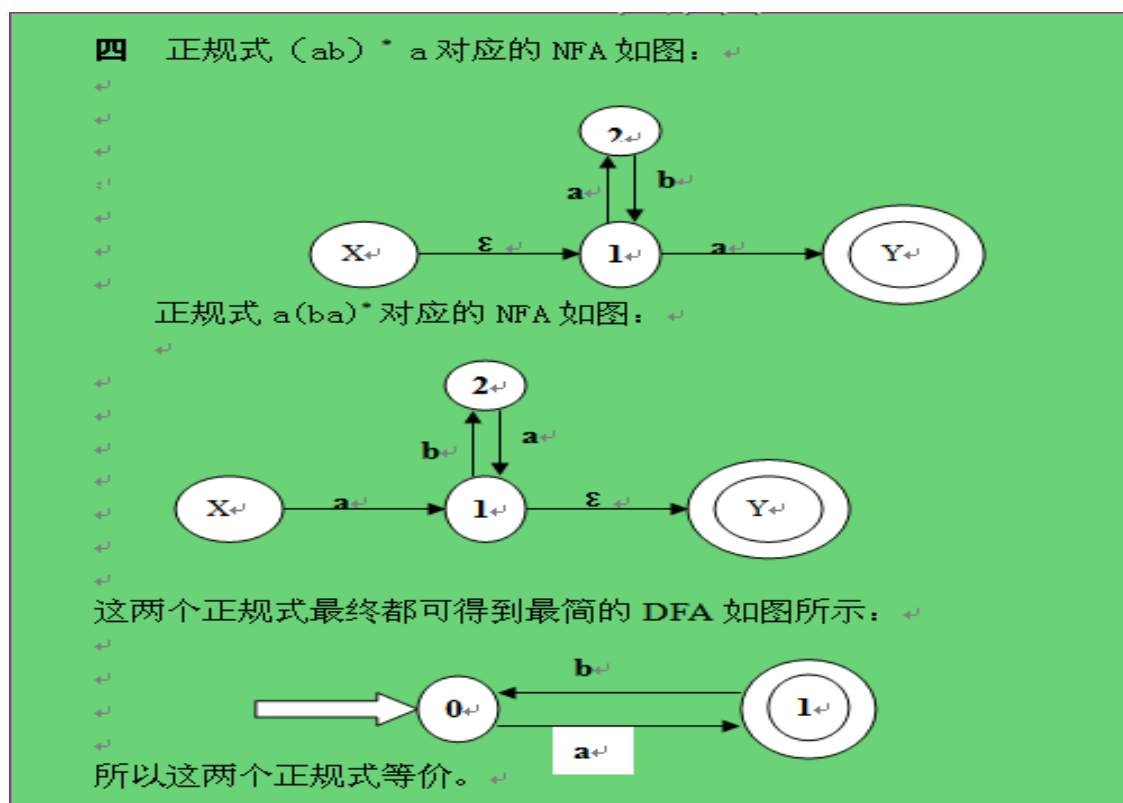 四 正规式（ab）* a 对应的 NFA 如图：
2
a b
X ε 1 a Y
正规式 a(ba)*对应的 NFA 如图：
2
b a
X a 1 ε Y
这两个正规式最终都可得到最简的 DFA 如图所示：
b
0 1
a
所以这两个正规式等价。